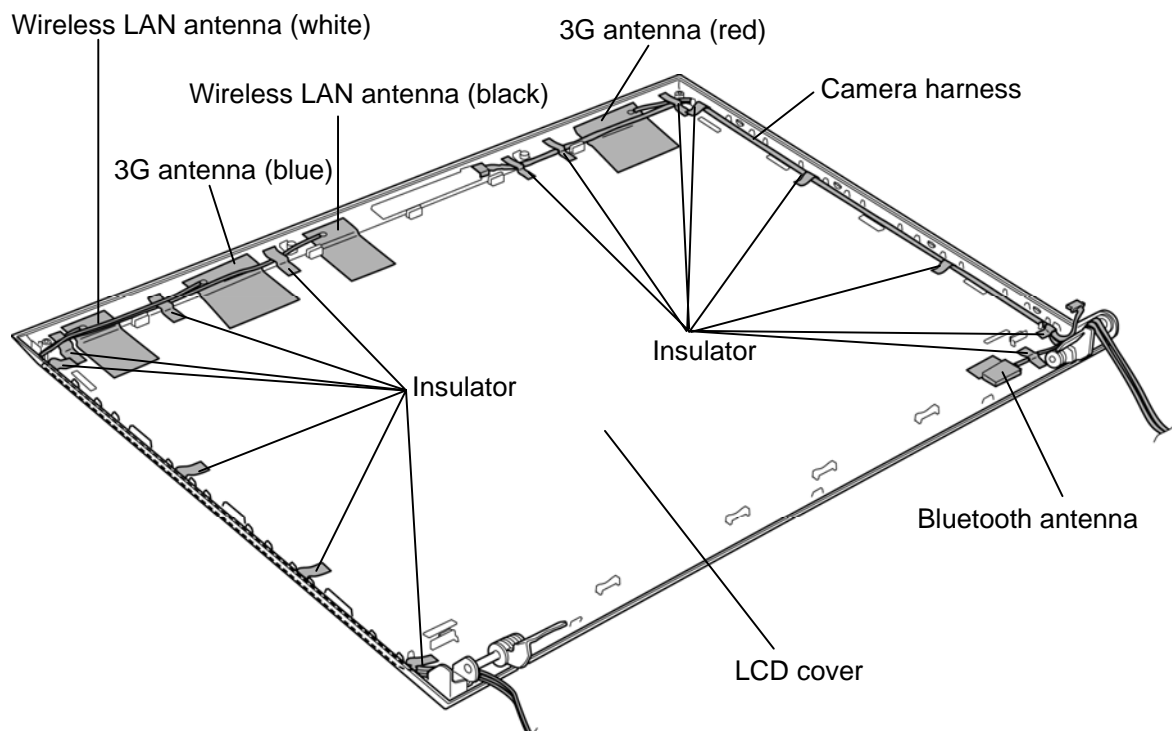 Wireless LAN antenna (white)
3G antenna (red)
Wireless LAN antenna (black)
Camera harness
3G antenna (blue)
Insulator
Insulator
Bluetooth antenna
LCD cover